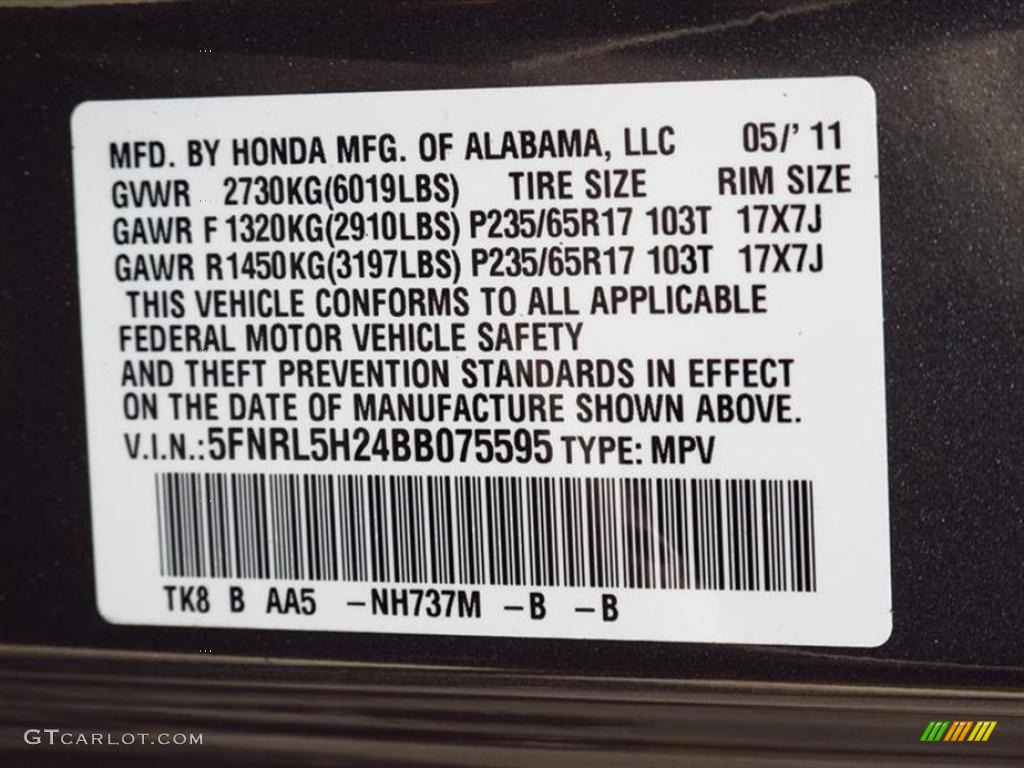 MFD. BY HONDA MFG. OF ALABAMA, LLC 05/' 11
GVWR 2730KG(6019LBS) TIRE SIZE RIM SIZE
GAWR F 1320KG(2910LBS) P235/65R17 103T 17X7J
GAWR R1450KG(3197LBS) P235/65R17 103T 17X7J
THIS VEHICLE CONFORMS TO ALL APPLICABLE
FEDERAL MOTOR VEHICLE SAFETY
AND THEFT PREVENTION STANDARDS IN EFFECT
ON THE DATE OF MANUFACTURE SHOWN ABOVE.
V.I.N.:5FNRL5H24BB075595 TYPE: MPV
TK8 B AA5 –NH737M –B –B
GTCARLOT.COM